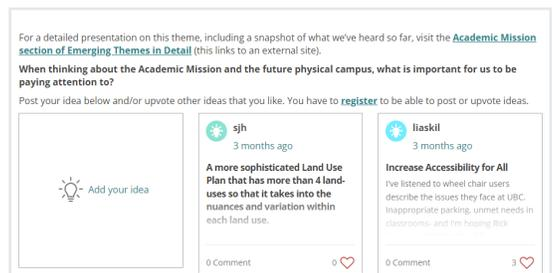 For a detailed presentation on this theme, including a snapshot of what we've heard so far, visit the Academic Mission
section of Emerging Themes in Detail (this links to an external site).
When thinking about the Academic Mission and the future physical campus, what is important for us to be
paying attention to?
Post your idea below and/or upvote other ideas that you like. You have to register to be able to post or upvote ideas.
Add your idea
sjh
3 months ago
A more sophisticated Land Use
Plan that has more than 4 land-
uses so that it takes into the
nuances and variation within
each land use.
0 Comment
0
liaskil
3 months ago
Increase Accessibility for All
I've listened to wheel chair users
describe the issues they face at UBC.
Inappropriate parking, unmet needs in
classrooms- and I'm hoping Rick
0 Comment
3